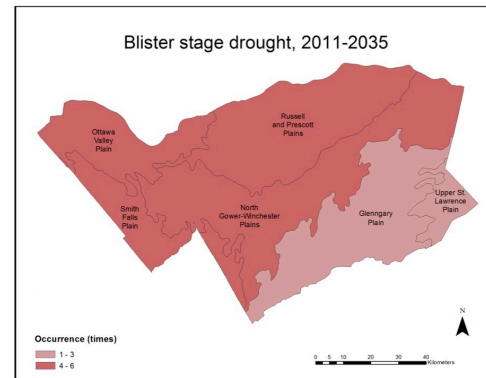 Blister stage drought, 2011-2035
Ottawa
Valley
Plain
Russell
and Prescott
Plains
Smith
Falls
Plain
North
Gower-Winchester
Plains
Glenngary
Plain
Upper St.
Lawrence
Plain
N
Occurrence (times)
1 - 3
4 - 6
0 5 10 20 30 40
Kilometers